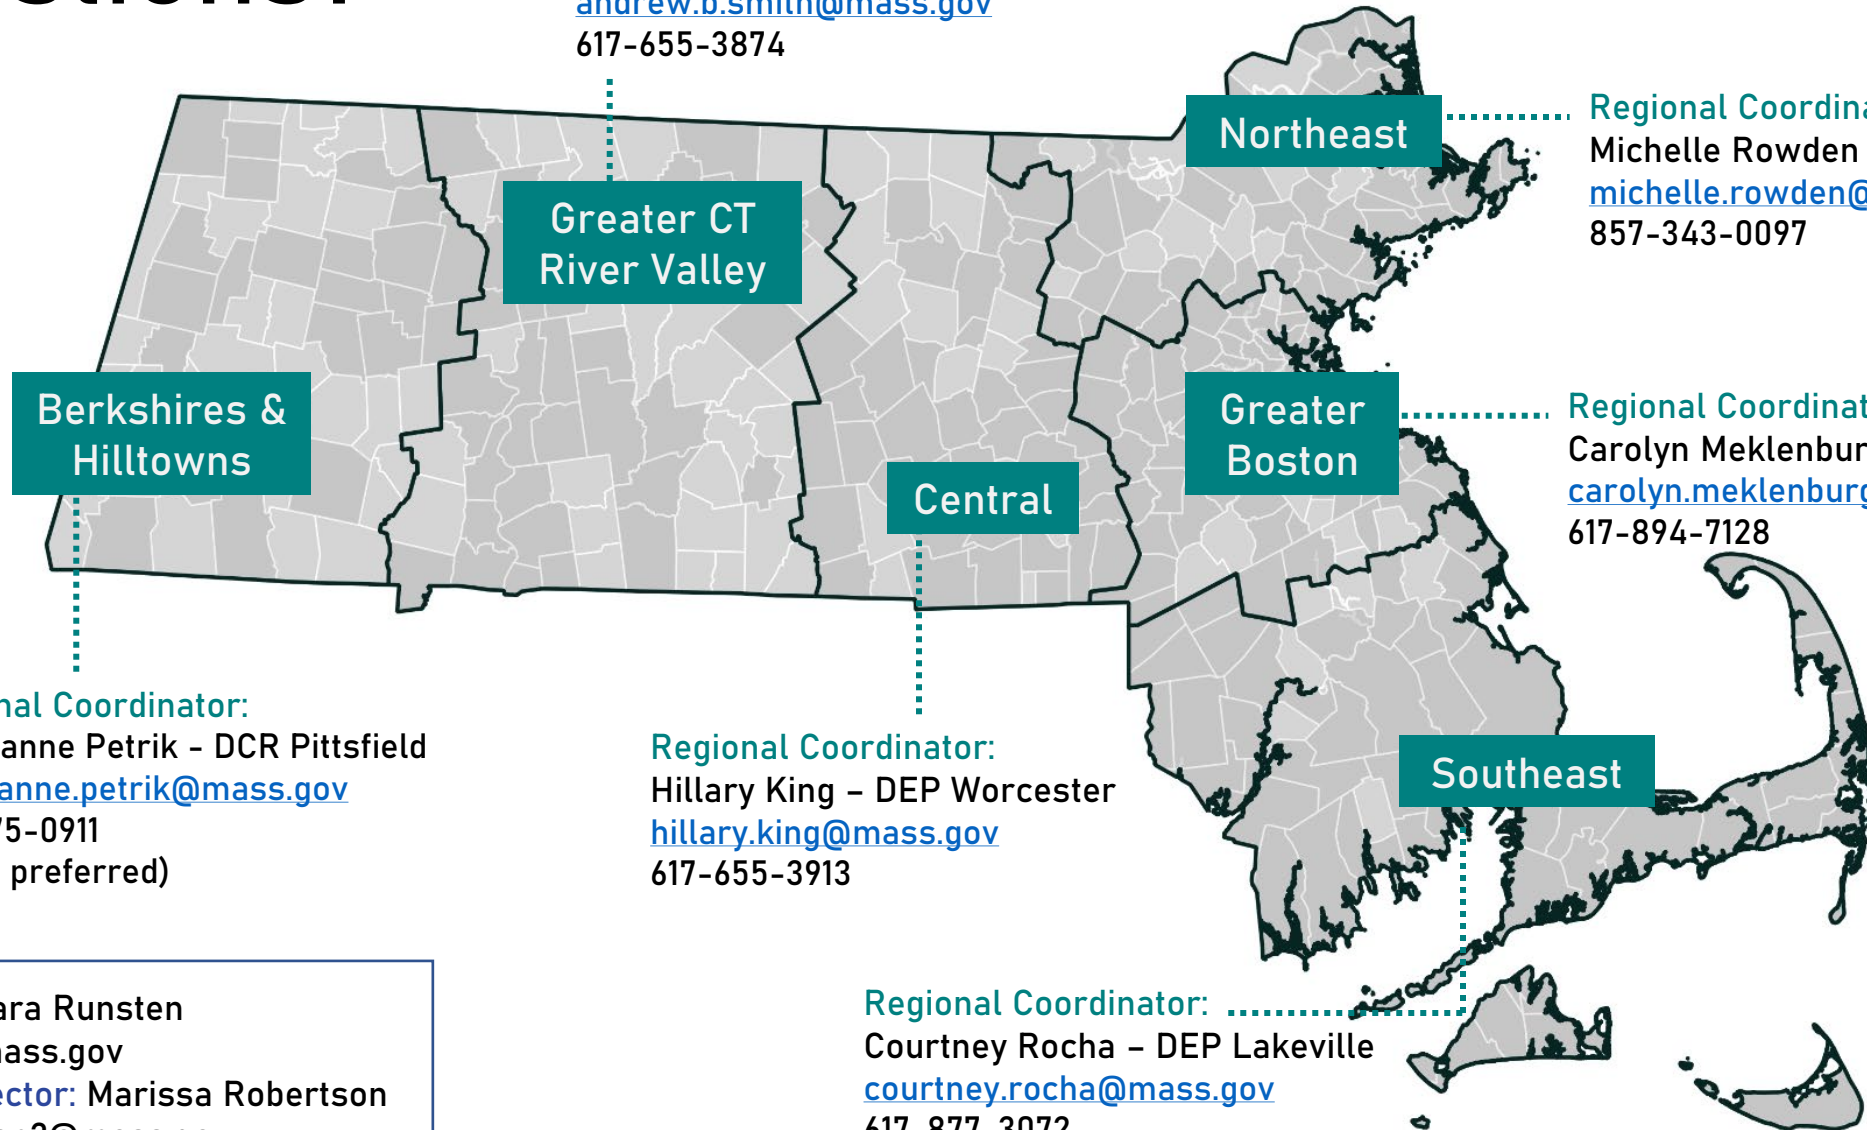 andrew.b.smith@mass.gov
617-655-3874
Northeast
Regional Coordina
Michelle Rowden
michelle.rowden@
857-343-0097
Greater CT
River Valley
Berkshires &
Hilltowns
Greater
Boston
Regional Coordinat
Carolyn Meklenbur
carolyn.meklenburg
617-894-7128
Central
nal Coordinator:
anne Petrik - DCR Pittsfield
anne.petrik@mass.gov
75-0911
preferred)
Regional Coordinator:
Hillary King – DEP Worcester
hillary.king@mass.gov
617-655-3913
Southeast
ara Runsten
mass.gov
ector: Marissa Robertson
Regional Coordinator:
Courtney Rocha – DEP Lakeville
courtney.rocha@mass.gov
617-877-3072